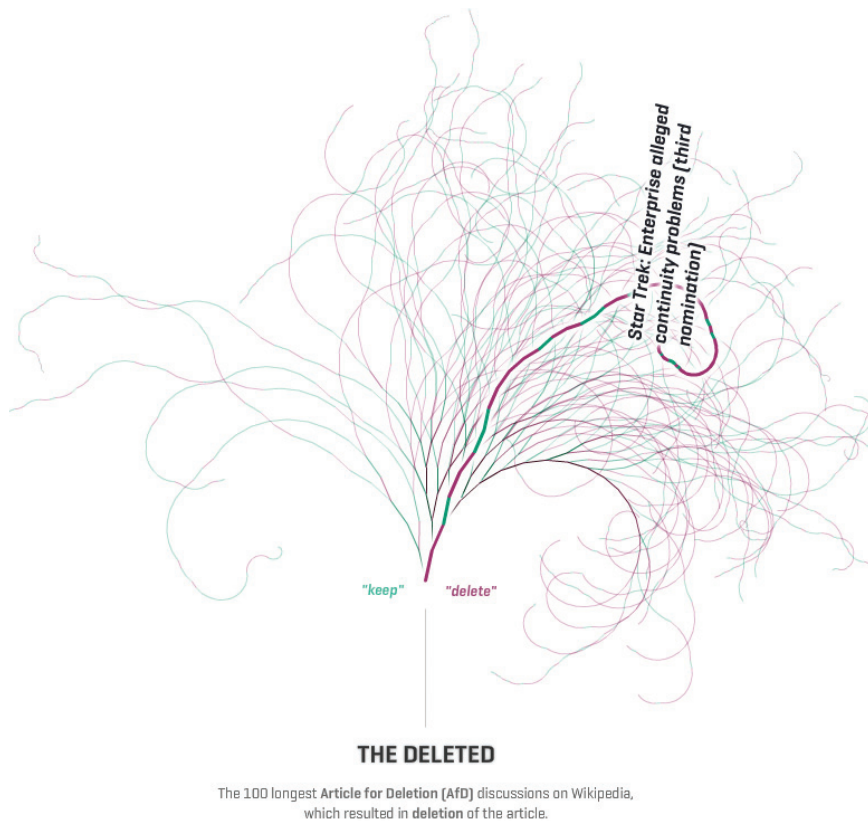 Star Trek: Enterprise alleged
continuity problems (third
nomination)
"keep" "delete"
THE DELETED
The 100 longest Article for Deletion (AfD) discussions on Wikipedia,
which resulted in deletion of the article.